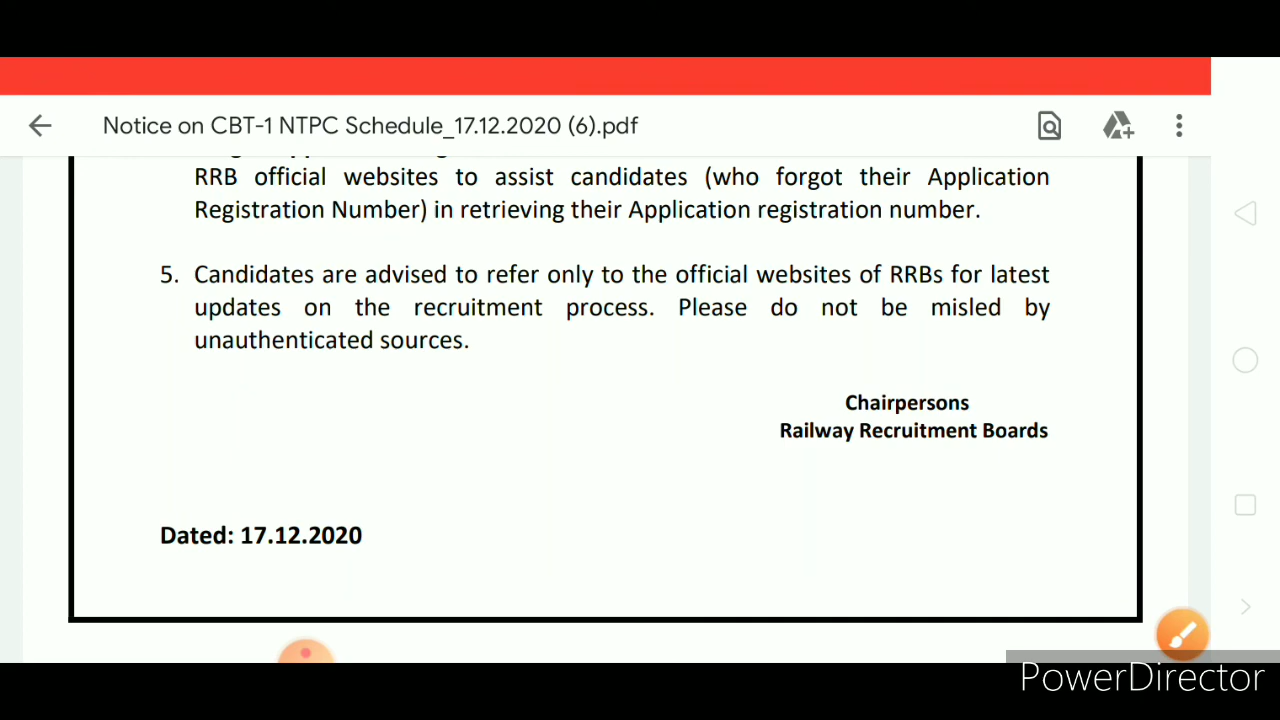 Notice on CBT-1 NTPC Schedule_17.12.2020 (6).pdf
RRB official websites to assist candidates (who forgot their Application
Registration Number) in retrieving their Application registration number.
5. Candidates are advised to refer only to the official websites of RRBs for latest
updates on the recruitment process. Please do not be misled by
unauthenticated sources.
Chairpersons
Railway Recruitment Boards
Dated: 17.12.2020
PowerDirector